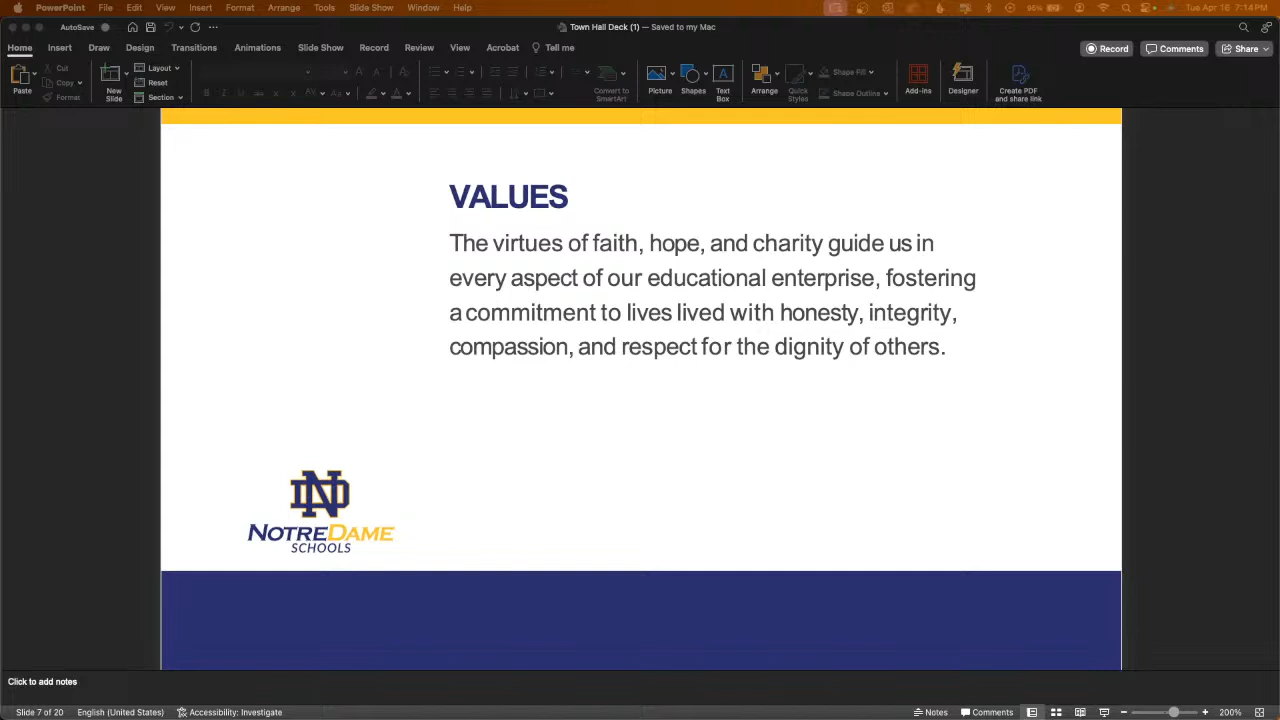 PowerPoint File Edit View Insert Format Arrange Tools Slide Show Window Help 96% Tue Apr 16 7:14 PM
AutoSave Town Hall Deck (1) — Saved to my Mac
Home Insert Draw Design Transitions Animations Slide Show Record Review View Acrobat Tell me Record Comments Share
Paste Cut Copy Format New Slide Layout Reset Section Convert to SmartArt Picture Shapes Text Box Arrange Quick Styles Shape Fill Shape Outline Add-ins Designer Create PDF and share link
VALUES
The virtues of faith, hope, and charity guide us in
every aspect of our educational enterprise, fostering
a commitment to lives lived with honesty, integrity,
compassion, and respect for the dignity of others.
ND
NOTREDAME
SCHOOLS
Click to add notes
Slide 7 of 20 English (United States) Accessibility: Investigate Notes Comments 200%